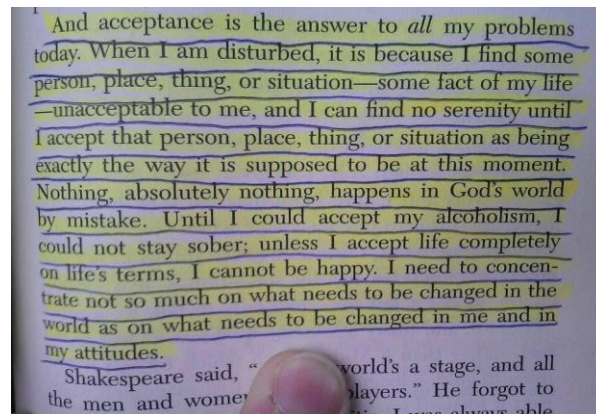 And acceptance is the answer to all my problems
today. When I am disturbed, it is because I find some
person, place, thing, or situation—some fact of my life
—unacceptable to me, and I can find no serenity until
I accept that person, place, thing, or situation as being
exactly the way it is supposed to be at this moment.
Nothing, absolutely nothing, happens in God's world
by mistake. Until I could accept my alcoholism, I
could not stay sober; unless I accept life completely
on life's terms, I cannot be happy. I need to concen-
trate not so much on what needs to be changed in the
world as on what needs to be changed in me and in
my attitudes.
Shakespeare said, “ world's a stage, and all
the men and women players.” He forgot to
I was always able